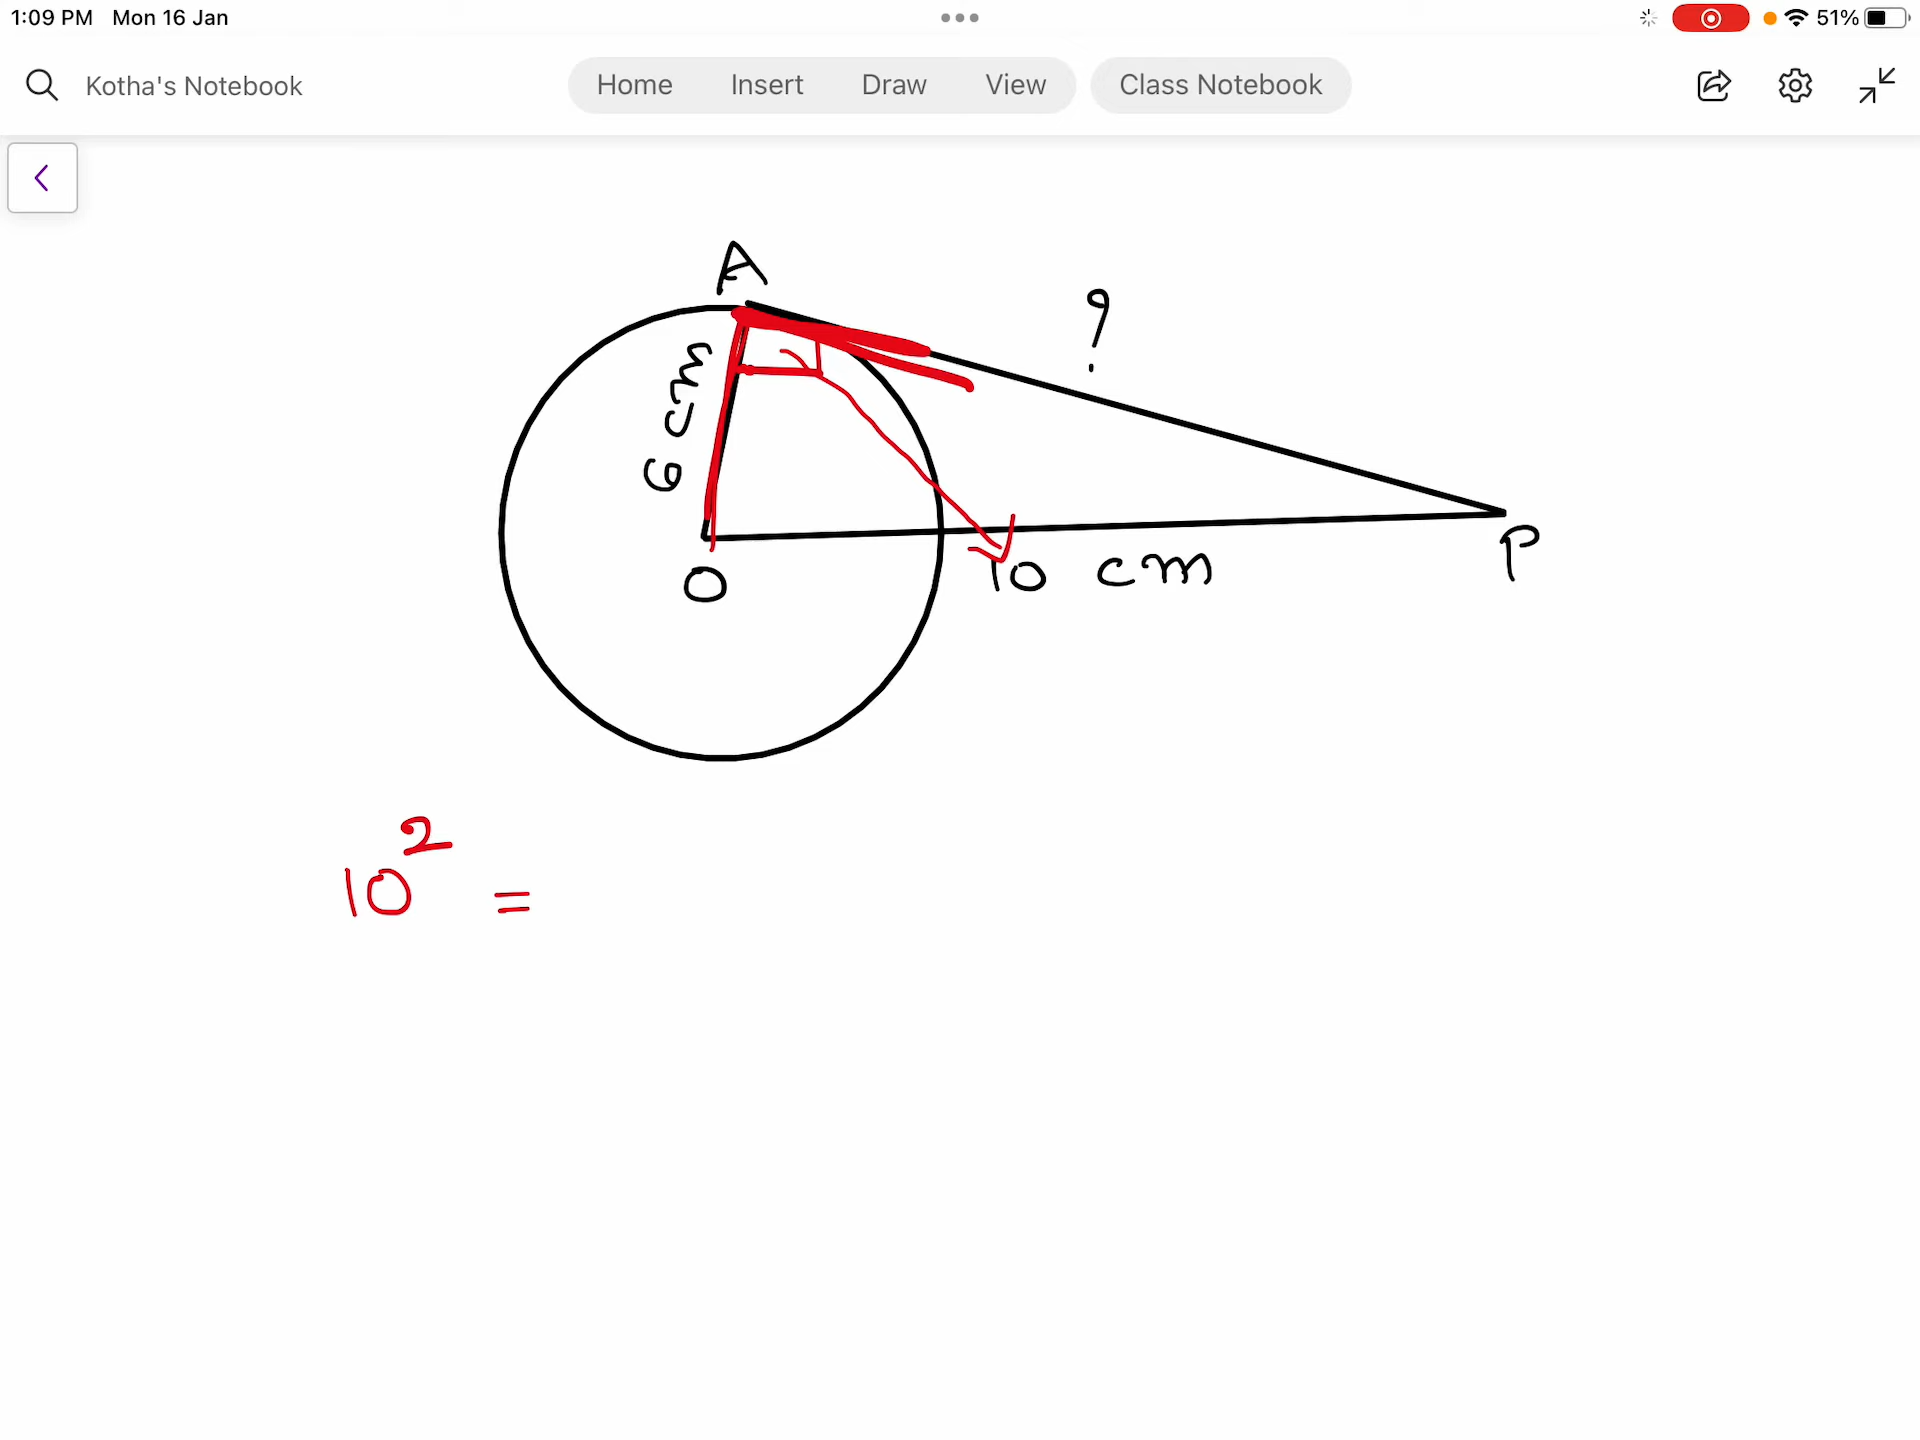 1:09 PM Mon 16 Jan
51%
Kotha's Notebook
Home Insert Draw View Class Notebook
A
?
6 cm
O
10 cm
P
10² =